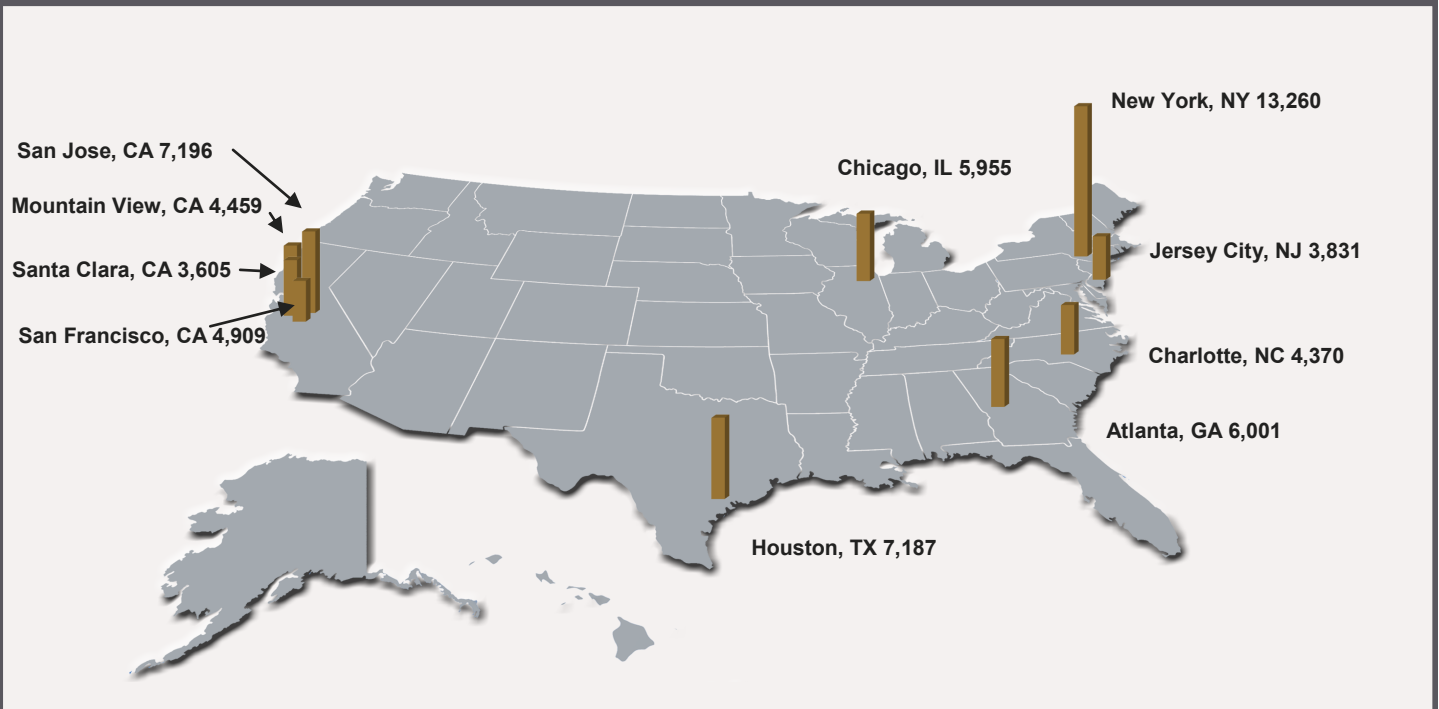 New York, NY 13,260
San Jose, CA 7,196
Chicago, IL 5,955
Mountain View, CA 4,459
Jersey City, NJ 3,831
Santa Clara, CA 3,605
San Francisco, CA 4,909
Charlotte, NC 4,370
Atlanta, GA 6,001
Houston, TX 7,187